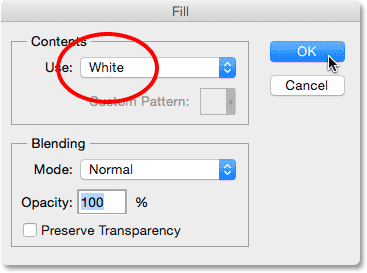 Fill
Contents
Use: White
Custom Pattern:
OK
Cancel
Blending
Mode: Normal
Opacity: 100 %
Preserve Transparency